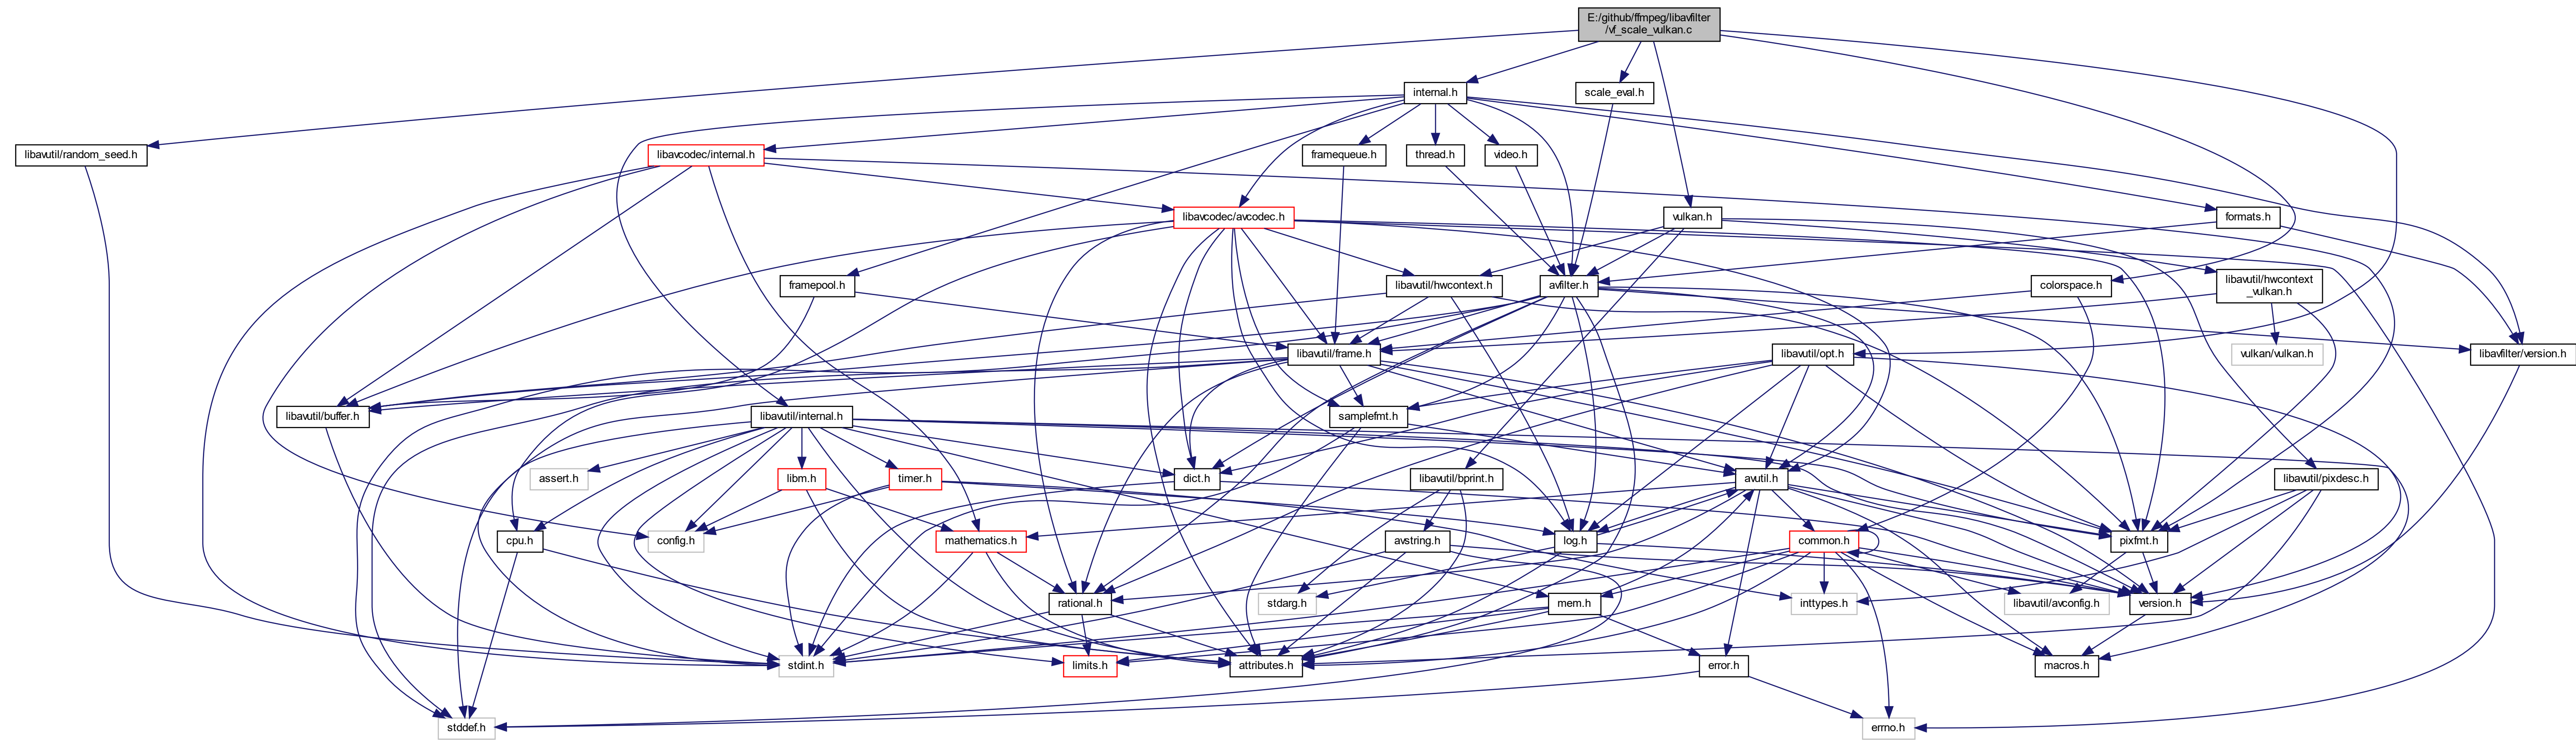 E:/github/ffmpeg/libavfilter
/vf_scale_vulkan.c
internal.h
scale_eval.h
libavutil/random_seed.h
libavcodec/internal.h
framequeue.h
thread.h
video.h
libavcodec/avcodec.h
vulkan.h
formats.h
framepool.h
libavutil/hwcontext.h
avfilter.h
colorspace.h
libavutil/hwcontext
_vulkan.h
libavutil/frame.h
libavutil/opt.h
vulkan/vulkan.h
libavfilter/version.h
libavutil/buffer.h
libavutil/internal.h
samplefmt.h
assert.h
libm.h
timer.h
dict.h
libavutil/bprint.h
avutil.h
libavutil/pixdesc.h
cpu.h
config.h
mathematics.h
avstring.h
log.h
common.h
pixfmt.h
rational.h
stdarg.h
mem.h
inttypes.h
libavutil/avconfig.h
version.h
stdint.h
limits.h
attributes.h
error.h
macros.h
stddef.h
errno.h